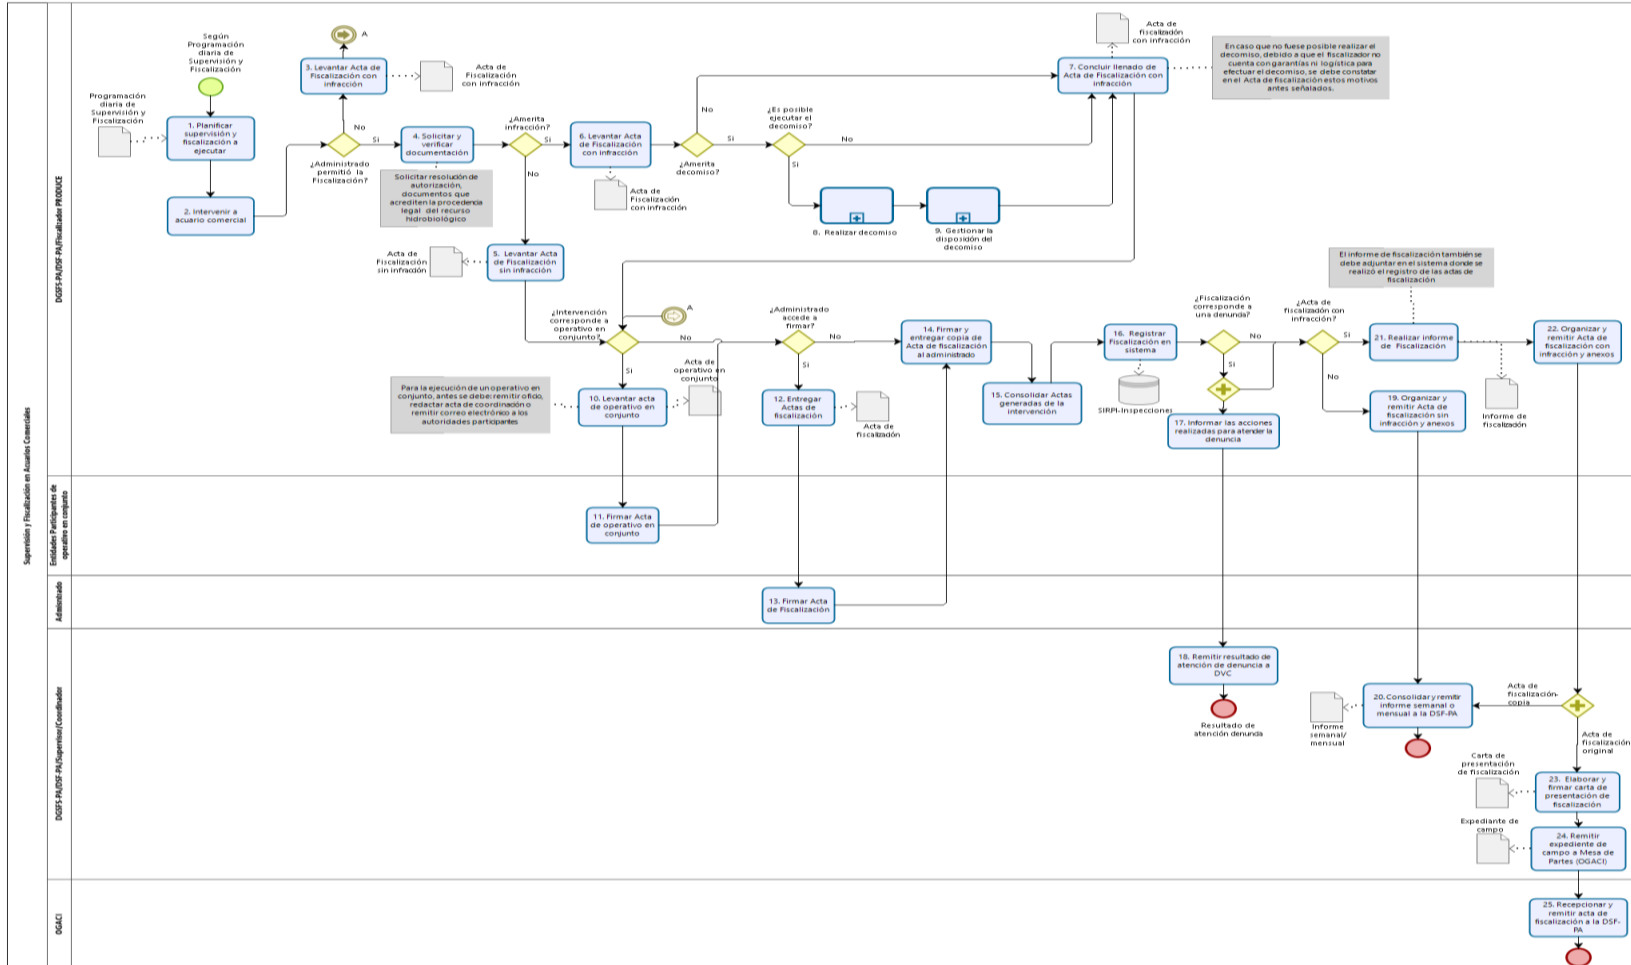 Supervisión y Fiscalización en Acuarios Comerciales
DGSFS-PA/DSF-PA/Fiscalizador PRODUCE
Según
Programación
diaria de
Supervisión y
Fiscalización
Programación
diaria de
Supervisión y
Fiscalización
1. Planificar
supervisión y
fiscalización a
ejecutar
2. Intervenir a
acuario comercial
A
3. Levantar Acta de
Fiscalización con
infracción
Acta de
Fiscalización
con infracción
No
Si
¿Administrado
permitió la
Fiscalización?
4. Solicitar y
verificar
documentación
Solicitar resolución de
autorización,
documentos que
acrediten la procedencia
legal del recurso
hidrobiológico
¿Amerita
infracción?
Si
No
6. Levantar Acta
de Fiscalización
con infracción
Acta de
Fiscalización
con infracción
5. Levantar Acta
de Fiscalización
sin infracción
Acta de
Fiscalización
sin infracción
No
Si
¿Amerita
decomiso?
¿Es posible
ejecutar el
decomiso?
No
Si
8. Realizar decomiso
9. Gestionar la
disposición del
decomiso
7. Concluir llenado de
Acta de Fiscalización con
infracción
Acta de
fiscalizadón
con infracción
En caso que no fuese posible realizar el
decomiso, debido a que el fiscalizador no
cuenta con garantías ni logística para
efectuar el decomiso, se debe constatar
en el Acta de fiscalización estos motivos
antes señalados.
¿Intervención
corresponde a
operativo en
conjunto?
A
No
Si
Para la ejecución de un operativo en
conjunto, antes se debe: remitir oficio,
redactar acta de coordinación o
remitir correo electrónico a los
autoridades participantes
10. Levantar acta
de operativo en
conjunto
Acta de
operativo en
conjunto
¿Administrado
accede a
firmar?
No
Si
12. Entregar
Actas de
fiscalización
Acta de
fiscalizadón
14. Firmar y
entregar copia de
Acta de fiscalización
al administrado
15. Consolidar Actas
generadas de la
intervención
16. Registrar
Fiscalización en
sistema
SIRPI-Inspecciones
¿Fiscalización
corresponde a
una denunda?
No
Si
17. Informar las acciones
realizadas para atender la
denuncia
¿Acta de
fiscalizadón con
infracción?
Si
No
El informe de fiscalización también se
debe adjuntar en el sistema donde se
realizó el registro de las actas de
fiscalización
21. Realizar informe
de Fiscalización
Informe de
fiscalizadón
19. Organizar y
remitir Acta de
fiscalización sin
infracción y anexos
22. Organizar y
remitir Acta de
fiscalización con
infracción y anexos
Entidades Participantes de
operativo en conjunto
11. Firmar Acta
de operativo en
conjunto
Administrado
13. Firmar Acta
de Fiscalización
DGSFS-PA/DSF-PA/Supervisor/Coordinador
18. Remitir resultado de
atención de denuncia a
DVC
Resultado de
atención denunda
20. Consolidar y remitir
informe semanal o
mensual a la DSF-PA
Informe
semanal/
mensual
Acta de
fiscalización-
copia
Acta de
fiscalización
original
Carta de
presentación
de fiscalizadón
23. Elaborar y
firmar carta de
presentación de
fiscalización
Expediante de
campo
24. Remitir
expediente de
campo a Mesa de
Partes (OGACI)
OGACI
25. Recepcionar y
remitir acta de
fiscalización a la DSF-
PA